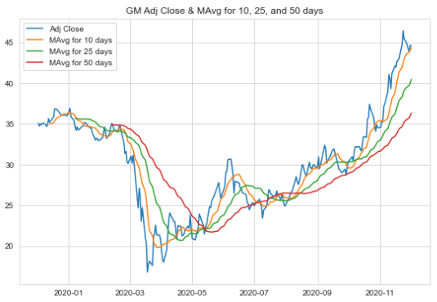 GM Adj Close & MAvg for 10, 25, and 50 days
Adj Close
MAvg for 10 days
MAvg for 25 days
MAvg for 50 days
45
40
35
30
25
20
2020-01
2020-03
2020-05
2020-07
2020-09
2020-11